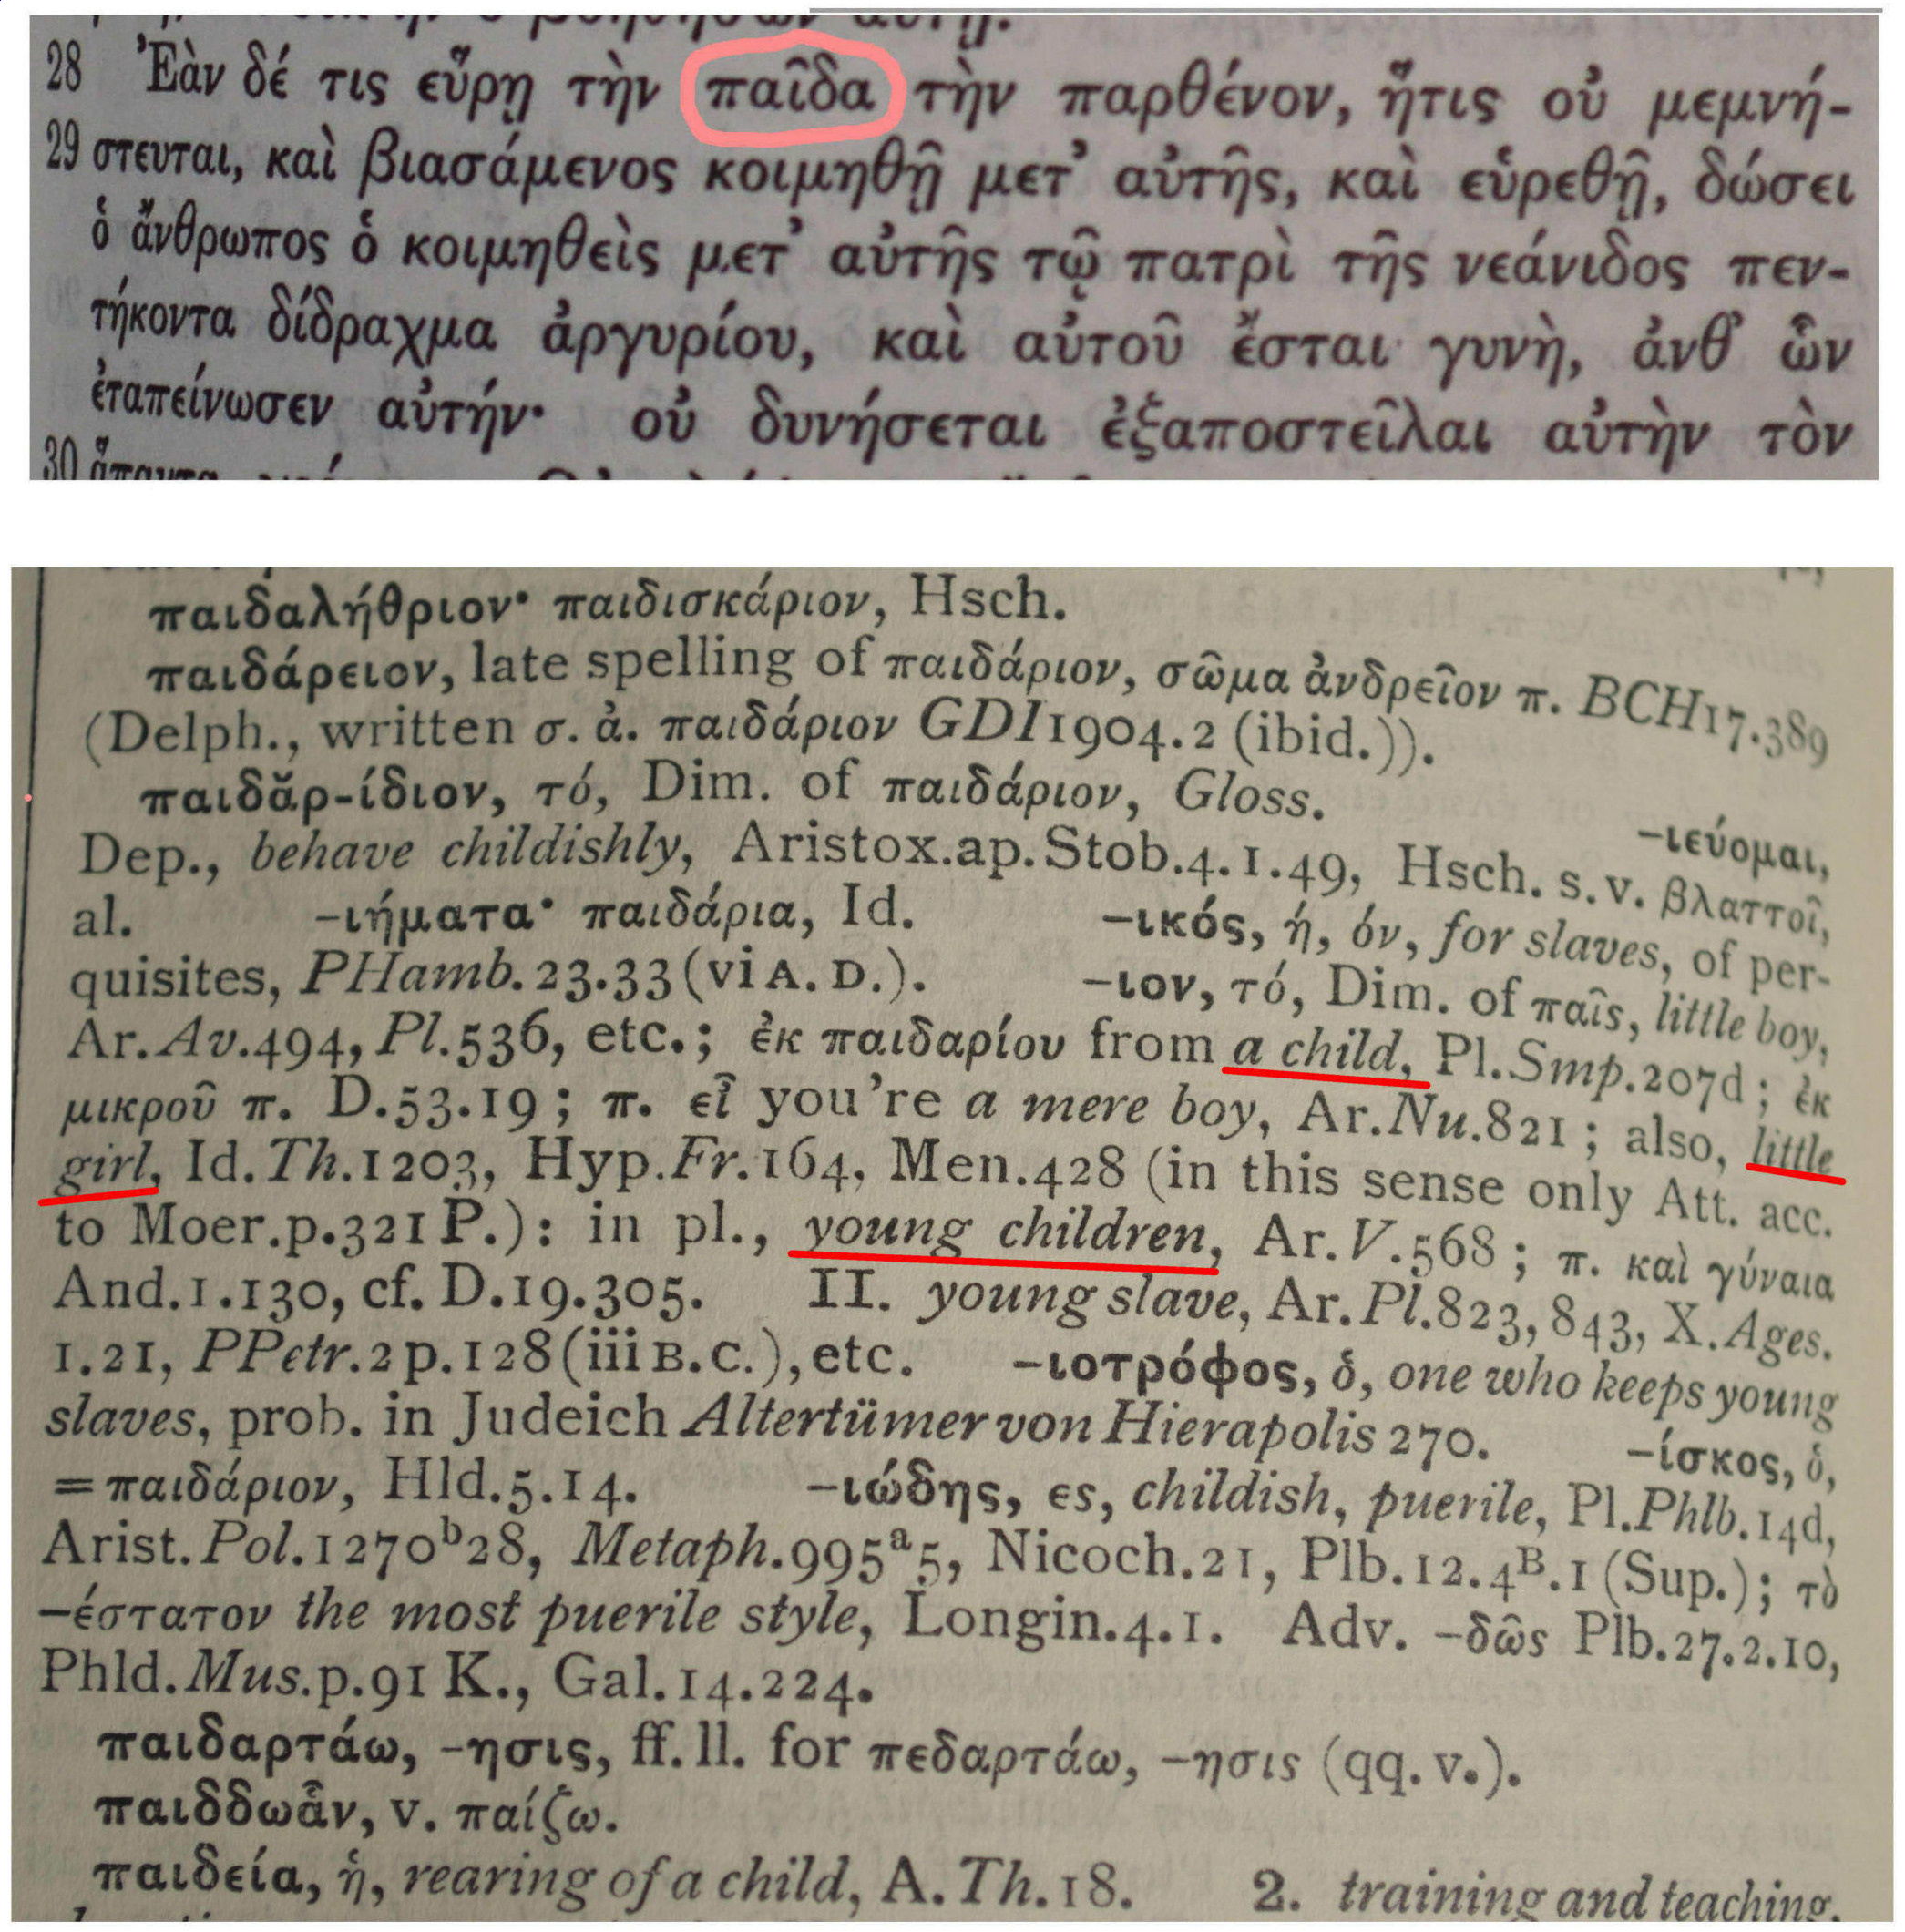 28 Ἐὰν δέ τις εὕρῃ τὴν παῖδα τὴν παρθένον, ἥτις οὐ μεμνή-
29 στευται, καὶ βιασάμενος κοιμηθῇ μετ’ αὐτῆς, καὶ εὑρεθῇ, δώσει
ὁ ἄνθρωπος ὁ κοιμηθεὶς μετ’ αὐτῆς τῷ πατρὶ τῆς νεάνιδος πεν-
τήκοντα δίδραχμα ἀργυρίου, καὶ αὐτοῦ ἔσται γυνὴ, ἀνθ’ ὧν
ἐταπείνωσεν αὐτήν· οὐ δυνήσεται ἐξαποστεῖλαι αὐτὴν τὸν
30
παιδαλήθριον· παιδισκάριον, Hsch.
παιδάρειον, late spelling of παιδάριον, σῶμα ἀνδρεῖον π. BCH17.389
(Delph., written σ. ἀ. παιδάριον GDI1904.2 (ibid.)).
παιδᾰρ-ίδιον, τό, Dim. of παιδάριον, Gloss. -ιεύομαι,
Dep., behave childishly, Aristox.ap.Stob.4.1.49, Hsch. s.v. βλαττοῖ,
al. -ιήματα· παιδάρια, Id. -ικός, ή, όν, for slaves, of per-
quisites, PHamb.23.33(vi A. D.). -ιον, τό, Dim. of παῖς, little boy,
Ar.Av.494, Pl.536, etc.; ἐκ παιδαρίου from a child, Pl.Smp.207d; ἐκ
μικροῦ π. D.53.19; π. εἶ you're a mere boy, Ar.Nu.821; also, little
girl, Id.Th.1203, Hyp.Fr.164, Men.428 (in this sense only Att. acc.
to Moer.p.321 P.): in pl., young children, Ar.V.568; π. καὶ γύναια
And.1.130, cf. D.19.305. II. young slave, Ar.Pl.823, 843, X.Ages.
1.21, PPetr.2p.128(iii B.C.), etc. -ιοτρόφος, ὁ, one who keeps young
slaves, prob. in Judeich Altertümer von Hierapolis 270. -ίσκος, ὁ,
=παιδάριον, Hld.5.14. -ιώδης, ες, childish, puerile, Pl.Phlb.14d,
Arist.Pol.1270ᵇ28, Metaph.995ᵃ5, Nicoch.21, Plb.12.4ᴮ.1(Sup.); τὸ
-έστατον the most puerile style, Longin.4.1. Adv. -δῶς Plb.27.2.10,
Phld.Mus.p.91 K., Gal.14.224.
παιδαρτάω, -ησις, ff. ll. for πεδαρτάω, -ησις (qq. v.).
παιδδωἇν, v. παίζω.
παιδεία, ἡ, rearing of a child, A.Th.18. 2. training and teaching,